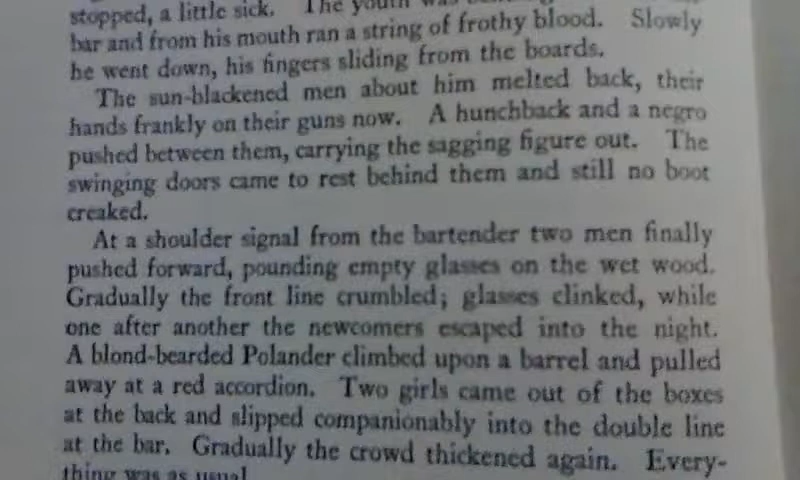 stopped, a little sick. The youth was
bar and from his mouth ran a string of frothy blood. Slowly
he went down, his fingers sliding from the boards.
The sun-blackened men about him melted back, their
hands frankly on their guns now. A hunchback and a negro
pushed between them, carrying the sagging figure out. The
swinging doors came to rest behind them and still no boot
creaked.
At a shoulder signal from the bartender two men finally
pushed forward, pounding empty glasses on the wet wood.
Gradually the front line crumbled; glasses clinked, while
one after another the newcomers escaped into the night.
A blond-bearded Polander climbed upon a barrel and pulled
away at a red accordion. Two girls came out of the boxes
at the back and slipped companionably into the double line
at the bar. Gradually the crowd thickened again. Every-
thing was as usual